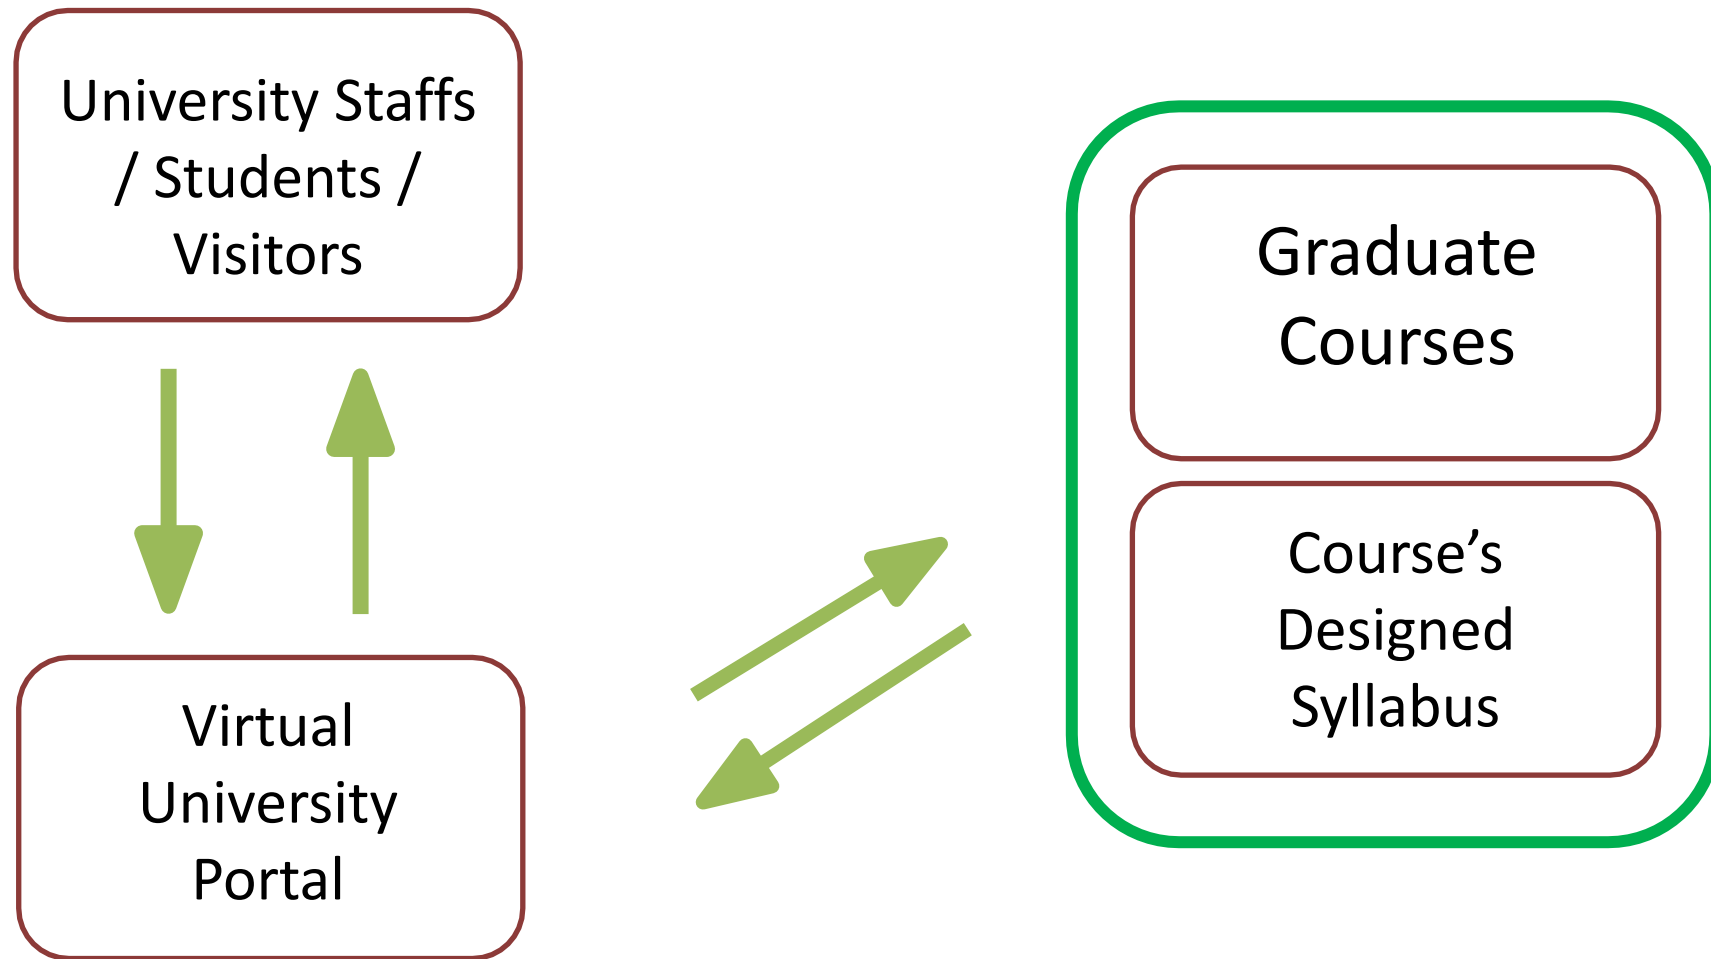 University Staffs
/ Students /
Visitors
Virtual
University
Portal
Graduate
Courses
Course’s
Designed
Syllabus